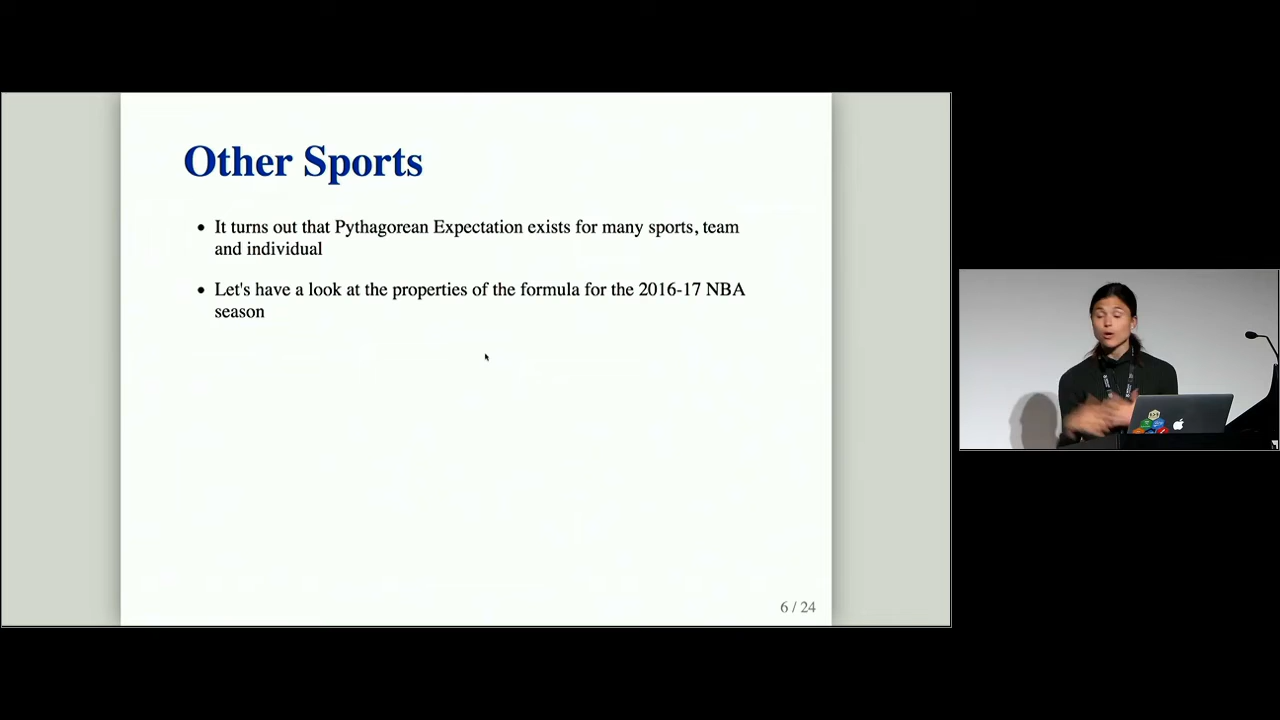 Other Sports
• It turns out that Pythagorean Expectation exists for many sports, team
and individual
• Let's have a look at the properties of the formula for the 2016-17 NBA
season
6 / 24